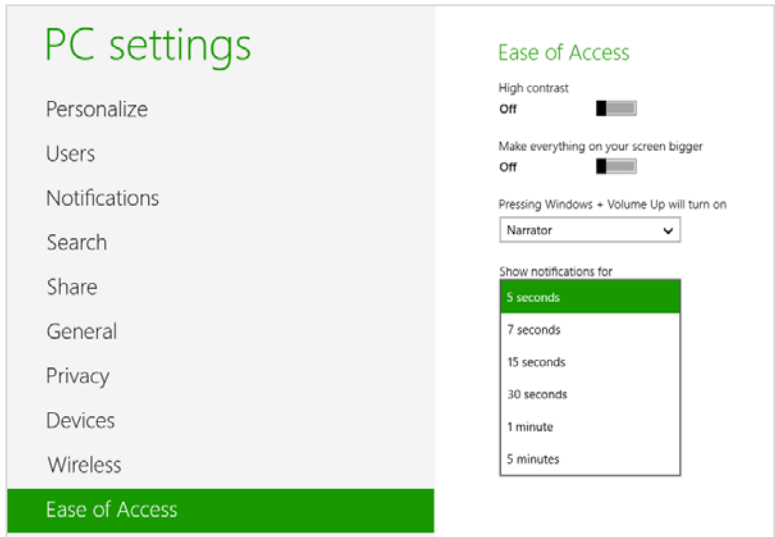 PC settings
Personalize
Users
Notifications
Search
Share
General
Privacy
Devices
Wireless
Ease of Access
Ease of Access
High contrast
Off
Make everything on your screen bigger
Off
Pressing Windows + Volume Up will turn on
Narrator
Show notifications for
5 seconds
7 seconds
15 seconds
30 seconds
1 minute
5 minutes